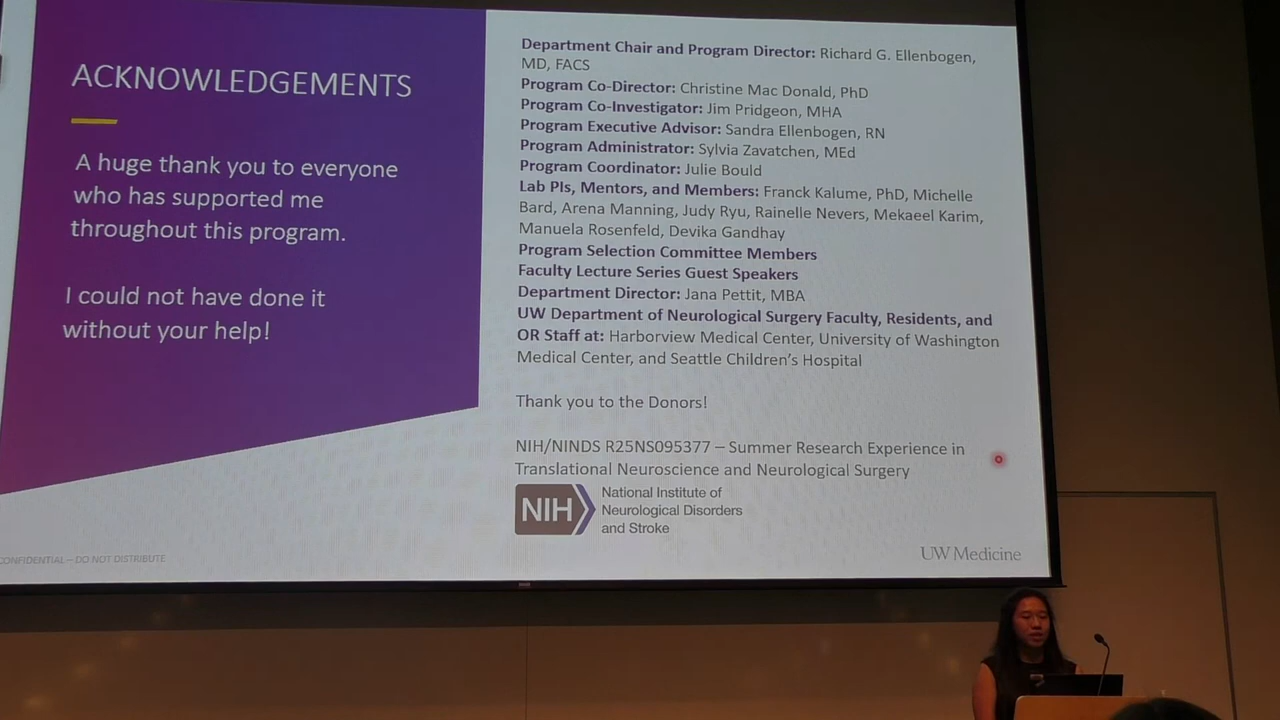 ACKNOWLEDGEMENTS
A huge thank you to everyone
who has supported me
throughout this program.
I could not have done it
without your help!
Department Chair and Program Director: Richard G. Ellenbogen,
MD, FACS
Program Co-Director: Christine Mac Donald, PhD
Program Co-Investigator: Jim Pridgeon, MHA
Program Executive Advisor: Sandra Ellenbogen, RN
Program Administrator: Sylvia Zavatchen, MEd
Program Coordinator: Julie Bould
Lab PIs, Mentors, and Members: Franck Kalume, PhD, Michelle
Bard, Arena Manning, Judy Ryu, Rainelle Nevers, Mekaeel Karim,
Manuela Rosenfeld, Devika Gandhay
Program Selection Committee Members
Faculty Lecture Series Guest Speakers
Department Director: Jana Pettit, MBA
UW Department of Neurological Surgery Faculty, Residents, and
OR Staff at: Harborview Medical Center, University of Washington
Medical Center, and Seattle Children's Hospital
Thank you to the Donors!
NIH/NINDS R25NS095377 – Summer Research Experience in
Translational Neuroscience and Neurological Surgery
NIH
National Institute of
Neurological Disorders
and Stroke
CONFIDENTIAL – DO NOT DISTRIBUTE
UW Medicine